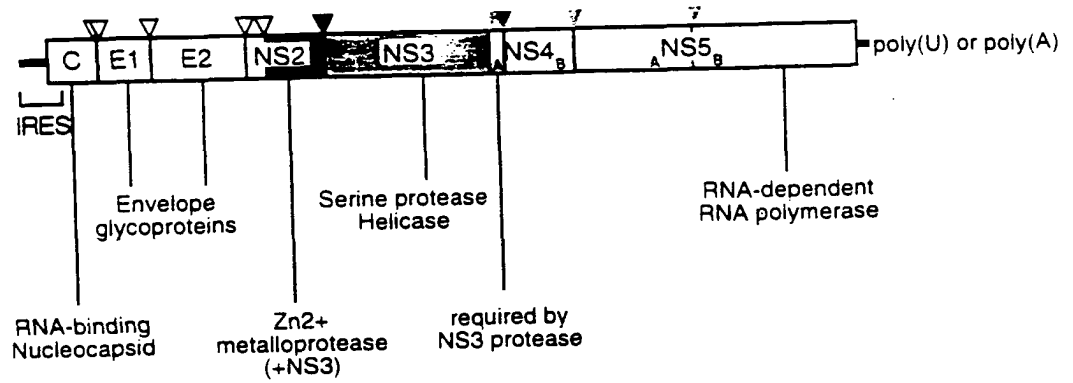 C E1 E2 NS2 NS3 A NS4 B A NS5 B poly(U) or poly(A)
IRES
Envelope
glycoproteins
Serine protease
Helicase
RNA-dependent
RNA polymerase
RNA-binding
Nucleocapsid
Zn2+
metalloprotease
(+NS3)
required by
NS3 protease